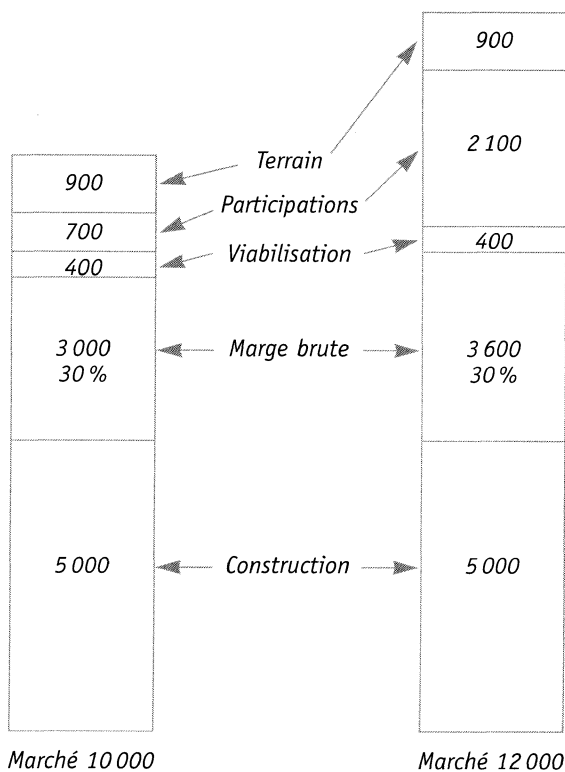 900
2 100
Terrain
900
Participations
700
Viabilisation
400
400
3 000
30 %
Marge brute
3 600
30 %
5 000
Construction
5 000
Marché 10 000
Marché 12 000